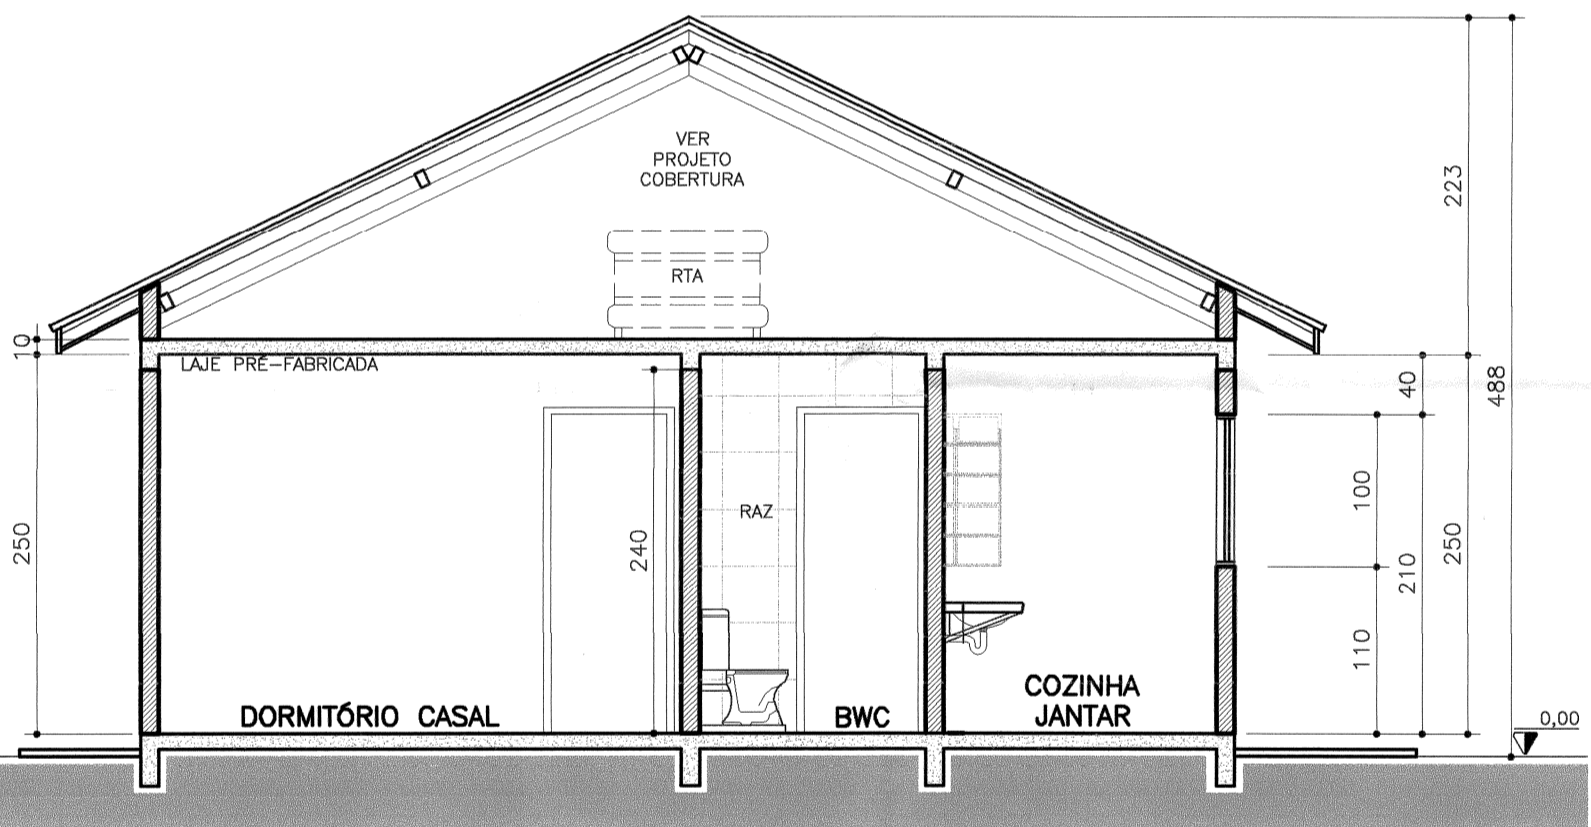 VER
PROJETO
COBERTURA
223
RTA
10
LAJE PRÉ-FABRICADA
40
488
100
RAZ
250
240
210
250
110
COZINHA
JANTAR
DORMITÓRIO CASAL
BWC
0,00